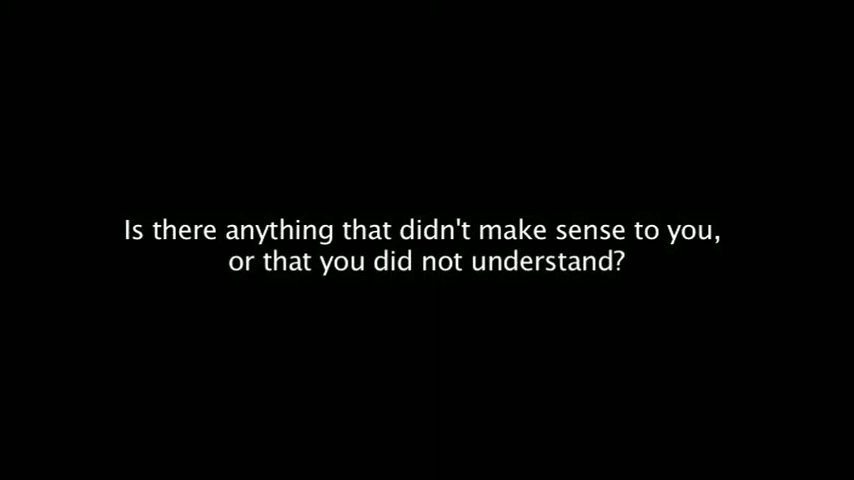 Is there anything that didn't make sense to you,
or that you did not understand?